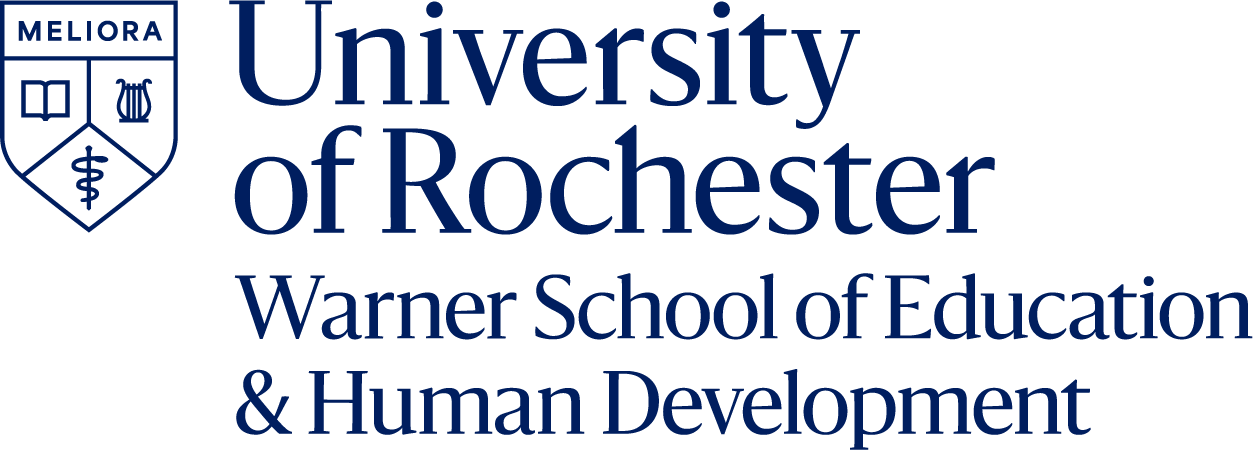 MELIORA
University
of Rochester
Warner School of Education
& Human Development